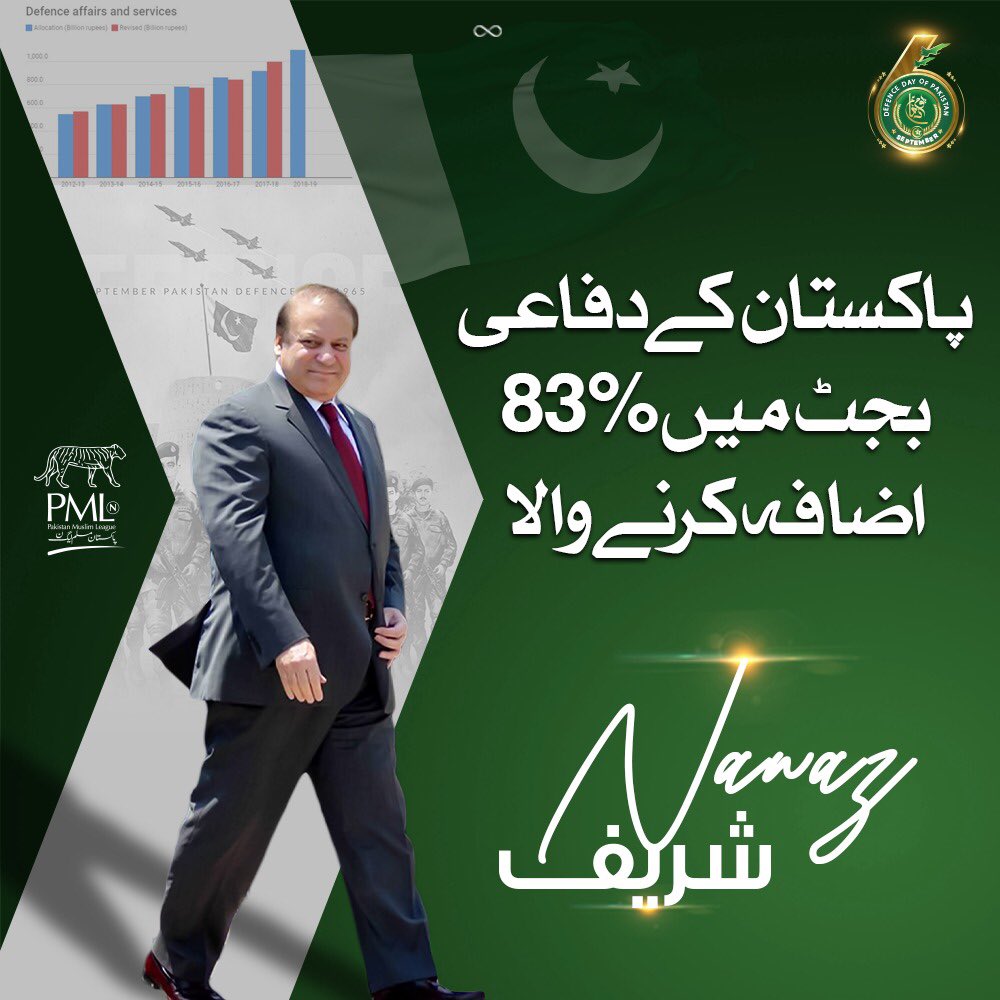 Defence affairs and services
Allocation (Billion rupees) Revised (Billion rupees)
1,000.0
800.0
600.0
2012-13 2013-14 2014-15 2015-16 2016-17 2017-18 2018-19
DEFENCE DAY OF PAKISTAN
SEPTEMBER
PTEMBER PAKISTAN DEFENCE 1965
پاکستان کے دفاعی
بجٹ میں 83%
اضافہ کرنے والا
PML N
Pakistan Muslim League
پاکستان مسلم لیگ ن
Nawaz
شریف